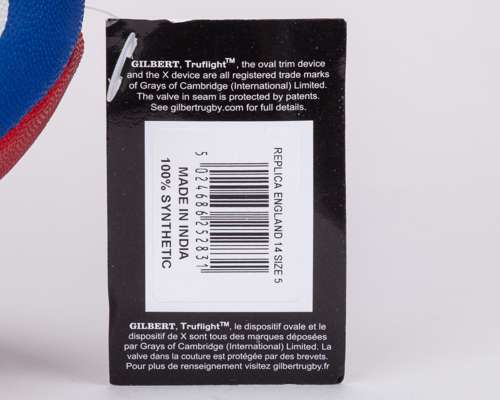 GILBERT, Truflight™, the oval trim device
and the X device are all registered trade marks
of Grays of Cambridge (International) Limited.
The valve in seam is protected by patents.
See gilbertrugby.com for full details.
REPLICA ENGLAND 14 SIZE 5
5 024686 252831
MADE IN INDIA
100% SYNTHETIC
GILBERT, Truflight™, le dispositif ovale et le
dispositif de X sont tous des marques déposées
par Grays of Cambridge (International) Limited. La
valve dans la couture est protégée par des brevets.
Pour plus de renseignement visitez gilbertrugby.fr